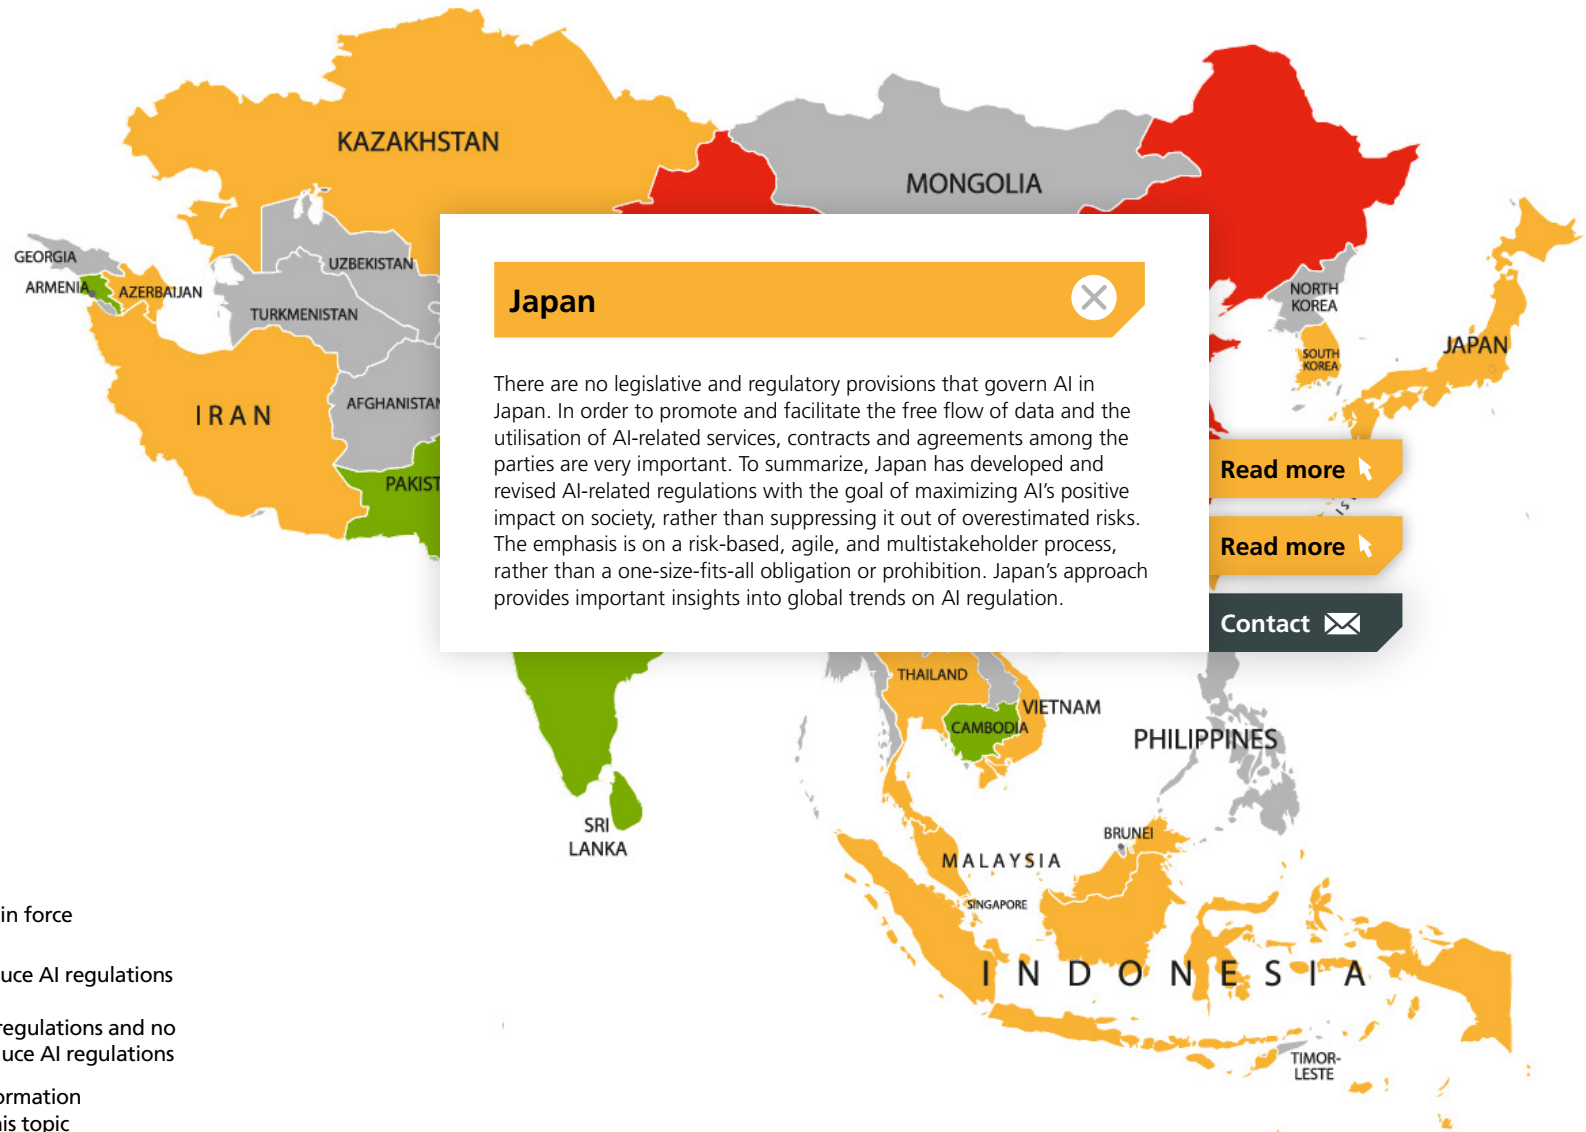 KAZAKHSTAN
MONGOLIA
GEORGIA
UZBEKISTAN
ARMENIA
AZERBAIJAN
TURKMENISTAN
NORTH
KOREA
SOUTH
KOREA
JAPAN
IRAN
AFGHANISTAN
PAKIST
Japan
There are no legislative and regulatory provisions that govern AI in
Japan. In order to promote and facilitate the free flow of data and the
utilisation of AI-related services, contracts and agreements among the
parties are very important. To summarize, Japan has developed and
revised AI-related regulations with the goal of maximizing AI's positive
impact on society, rather than suppressing it out of overestimated risks.
The emphasis is on a risk-based, agile, and multistakeholder process,
rather than a one-size-fits-all obligation or prohibition. Japan's approach
provides important insights into global trends on AI regulation.
Read more
Read more
Contact
THAILAND
VIETNAM
CAMBODIA
PHILIPPINES
SRI
LANKA
BRUNEI
MALAYSIA
SINGAPORE
INDONESIA
TIMOR-
LESTE
in force
uce AI regulations
regulations and no
uce AI regulations
ormation
is topic